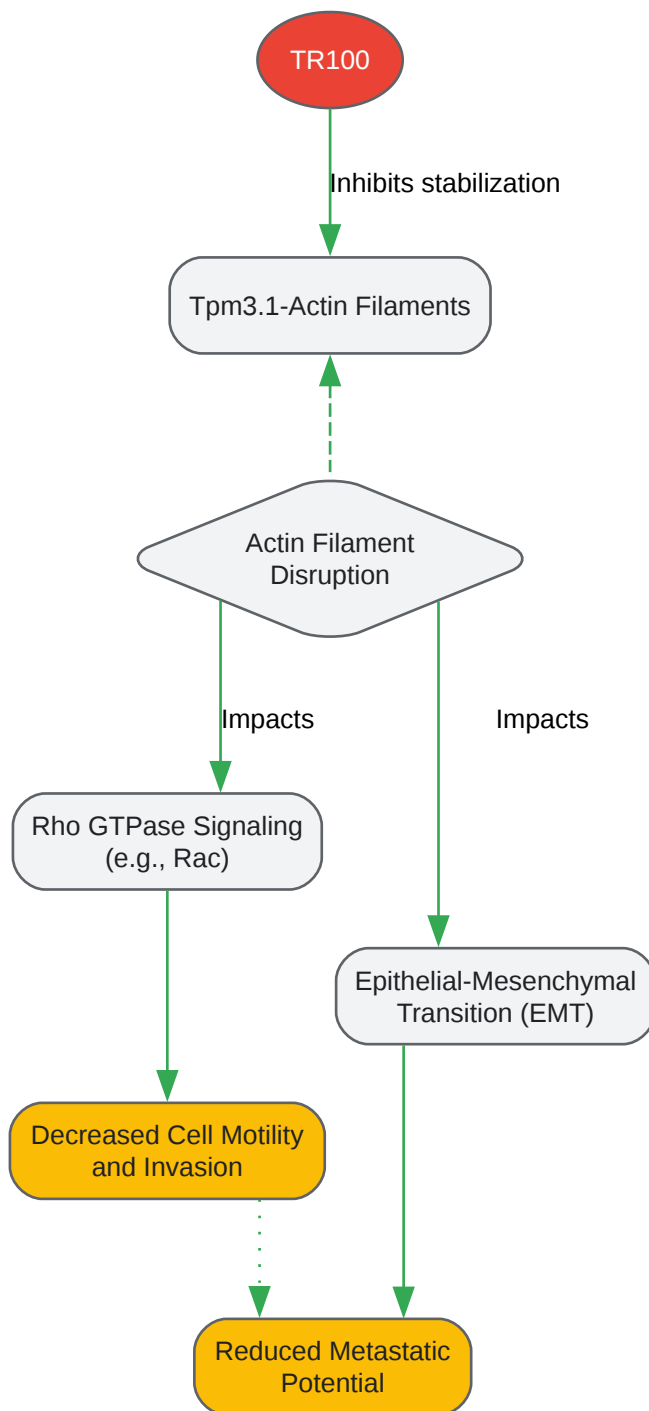 TR100
Inhibits stabilization
Tpm3.1-Actin Filaments
Actin Filament
Disruption
Impacts
Impacts
Rho GTPase Signaling
(e.g., Rac)
Epithelial-Mesenchymal
Transition (EMT)
Decreased Cell Motility
and Invasion
Reduced Metastatic
Potential